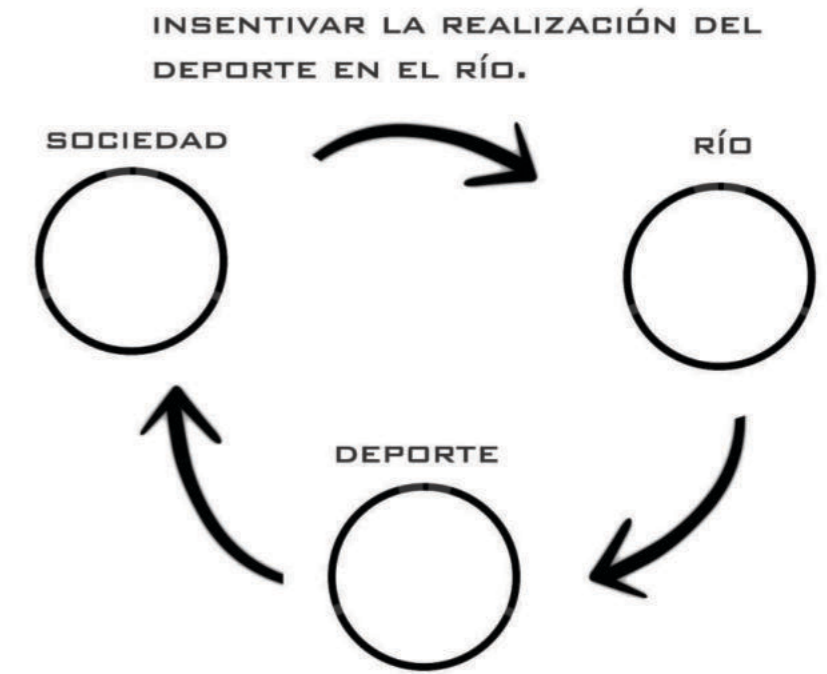 INSENTIVAR LA REALIZACIÓN DEL
DEPORTE EN EL RÍO.
SOCIEDAD
RÍO
DEPORTE